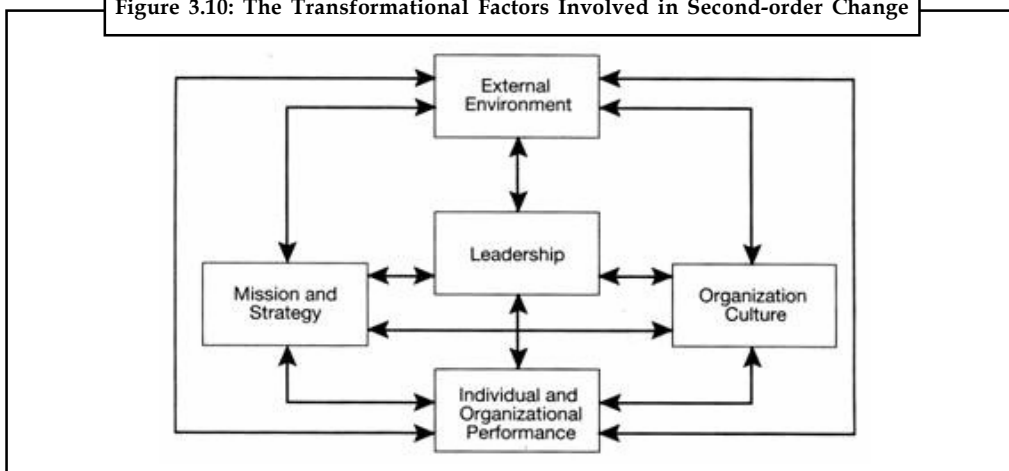 Figure 3.10: The Transformational Factors Involved in Second-order Change
External
Environment
Leadership
Mission and
Strategy
Organization
Culture
Individual and
Organizational
Performance